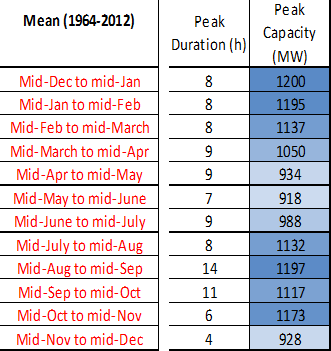 Mean (1964-2012) Peak Duration (h) Peak Capacity (MW)
Mid-Dec to mid-Jan 8 1200
Mid-Jan to mid-Feb 8 1195
Mid-Feb to mid-March 8 1137
Mid-March to mid-Apr 9 1050
Mid-Apr to mid-May 9 934
Mid-May to mid-June 7 918
Mid-June to mid-July 9 988
Mid-July to mid-Aug 8 1132
Mid-Aug to mid-Sep 14 1197
Mid-Sep to mid-Oct 11 1117
Mid-Oct to mid-Nov 6 1173
Mid-Nov to mid-Dec 4 928